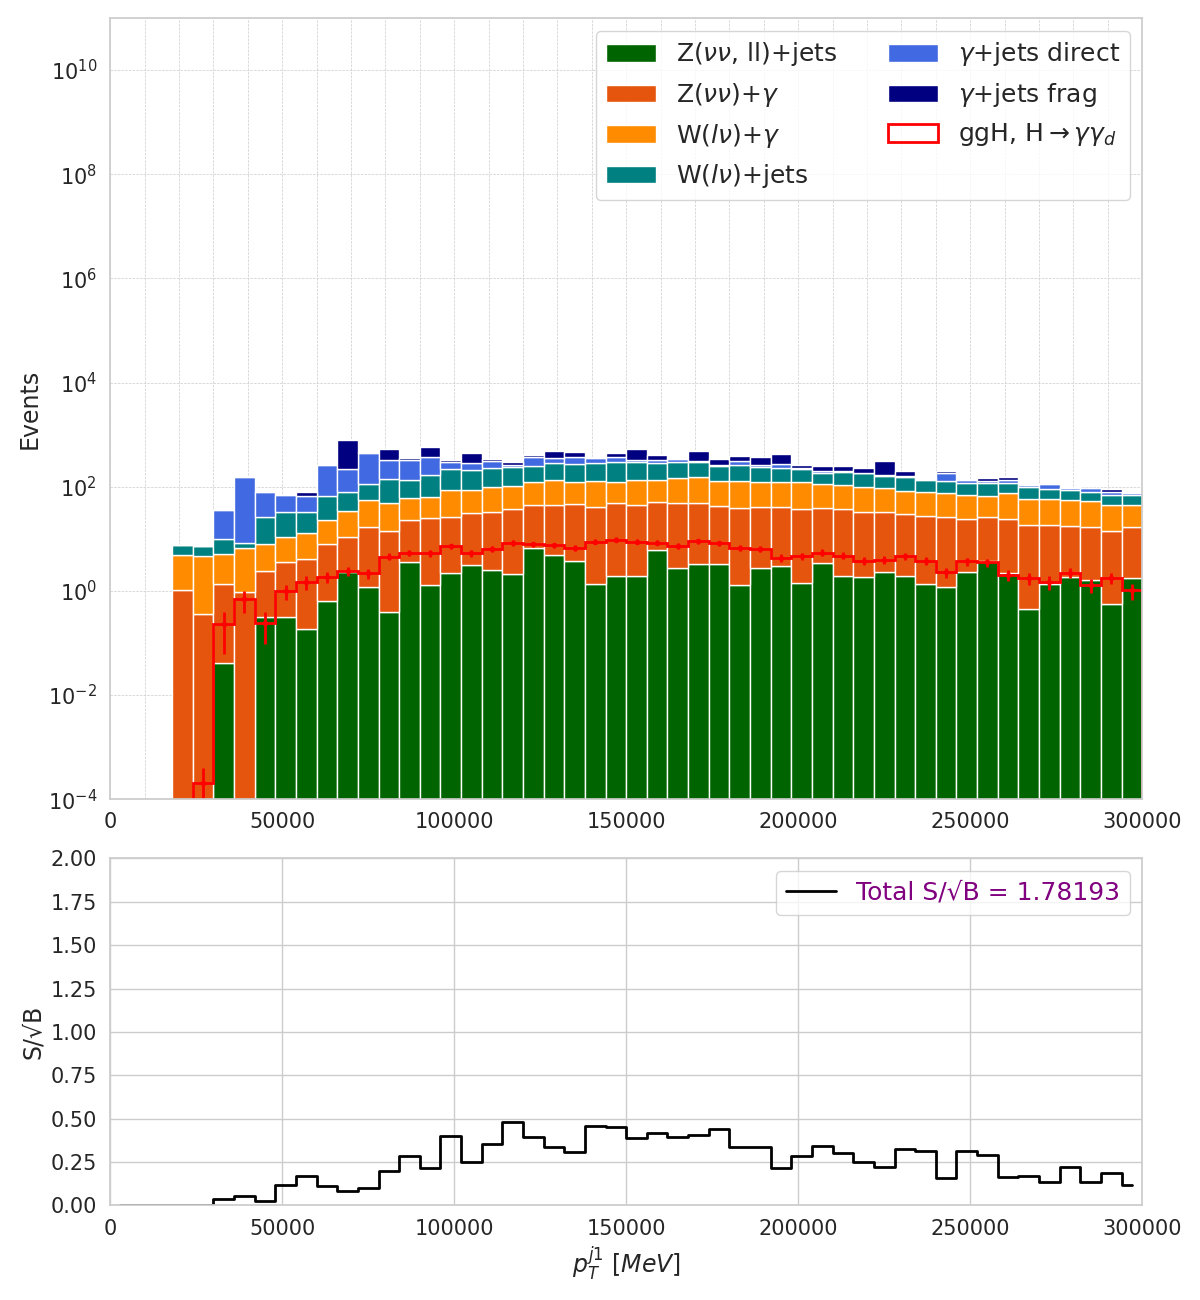 Z(νν, ll)+jets
Z(νν)+γ
W(lν)+γ
W(lν)+jets
γ+jets direct
γ+jets frag
ggH, H→γγ_d
Events
10^10
10^8
10^6
10^4
10^2
10^0
10^−2
10^−4
0 50000 100000 150000 200000 250000 300000
Total S/√B = 1.78193
S/√B
2.00
1.75
1.50
1.25
1.00
0.75
0.50
0.25
0.00
0 50000 100000 150000 200000 250000 300000
p_T^{j1} [MeV]